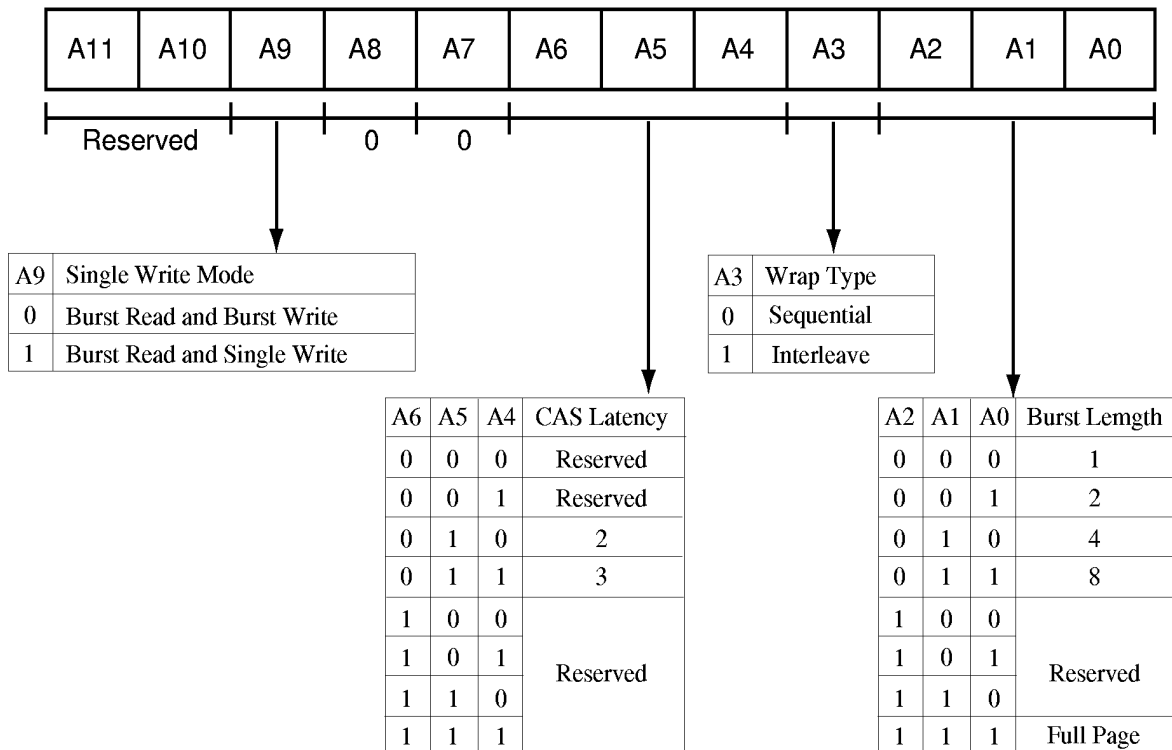 A11 A10 A9 A8 A7 A6 A5 A4 A3 A2 A1 A0
Reserved 0 0
A9 Single Write Mode
0 Burst Read and Burst Write
1 Burst Read and Single Write
A3 Wrap Type
0 Sequential
1 Interleave
A6 A5 A4 CAS Latency
0 0 0 Reserved
0 0 1 Reserved
0 1 0 2
0 1 1 3
1 0 0
1 0 1
Reserved
1 1 0
1 1 1
A2 A1 A0 Burst Lemgth
0 0 0 1
0 0 1 2
0 1 0 4
0 1 1 8
1 0 0
1 0 1
Reserved
1 1 0
1 1 1 Full Page